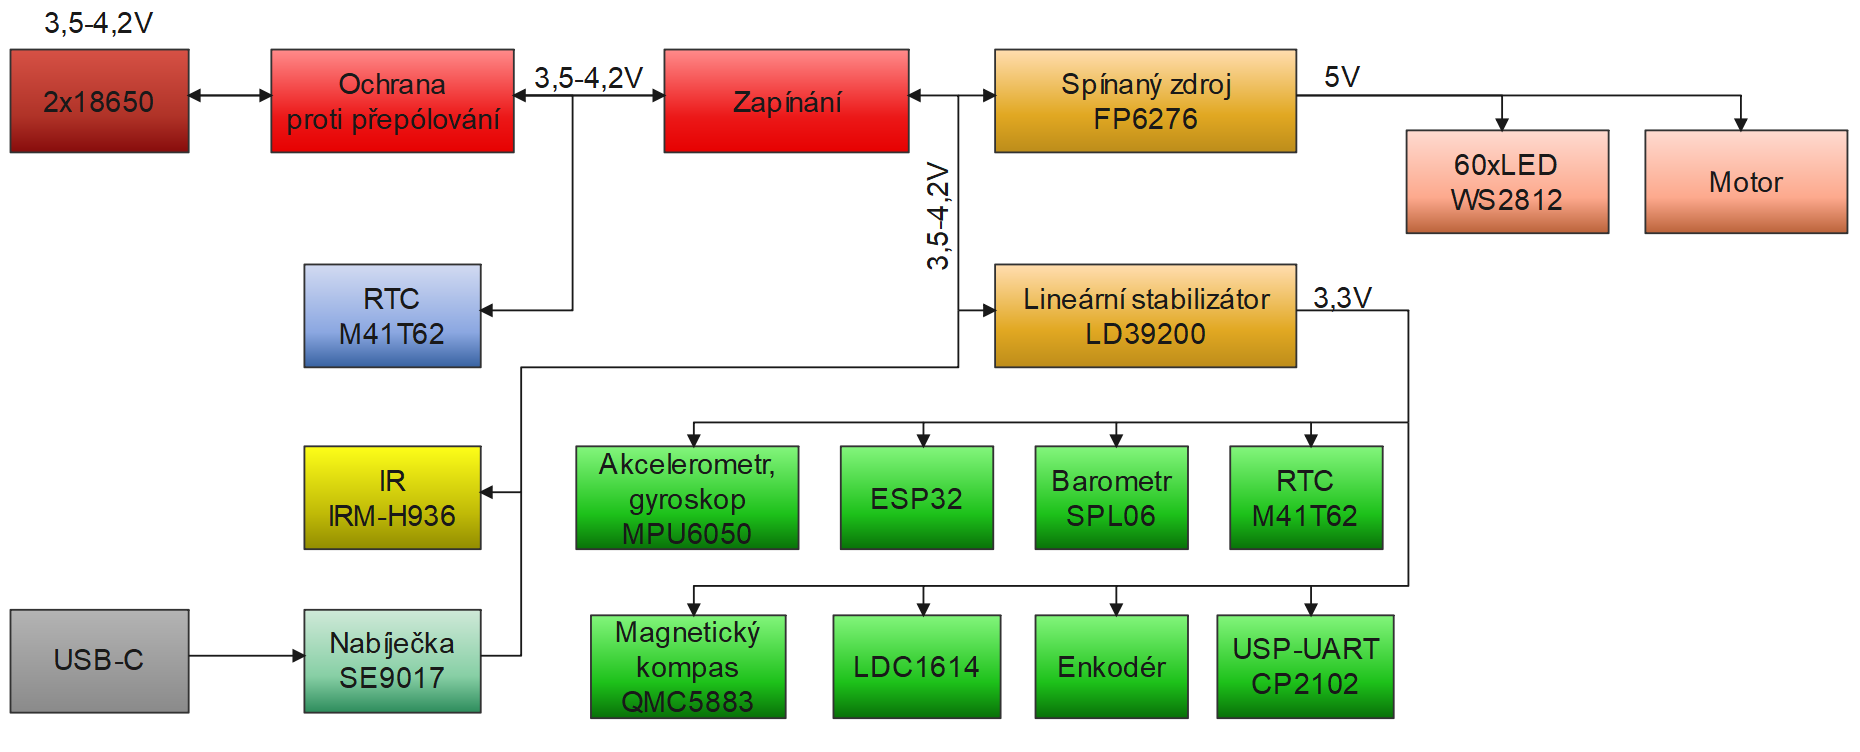 3,5-4,2V
2x18650
Ochrana
proti přepólování
3,5-4,2V
Zapínání
Spínaný zdroj
FP6276
5V
60xLED
WS2812
Motor
3,5-4,2V
RTC
M41T62
Lineární stabilizátor
LD39200
3,3V
IR
IRM-H936
Akcelerometr,
gyroskop
MPU6050
ESP32
Barometr
SPL06
RTC
M41T62
USB-C
Nabíječka
SE9017
Magnetický
kompas
QMC5883
LDC1614
Enkodér
USP-UART
CP2102